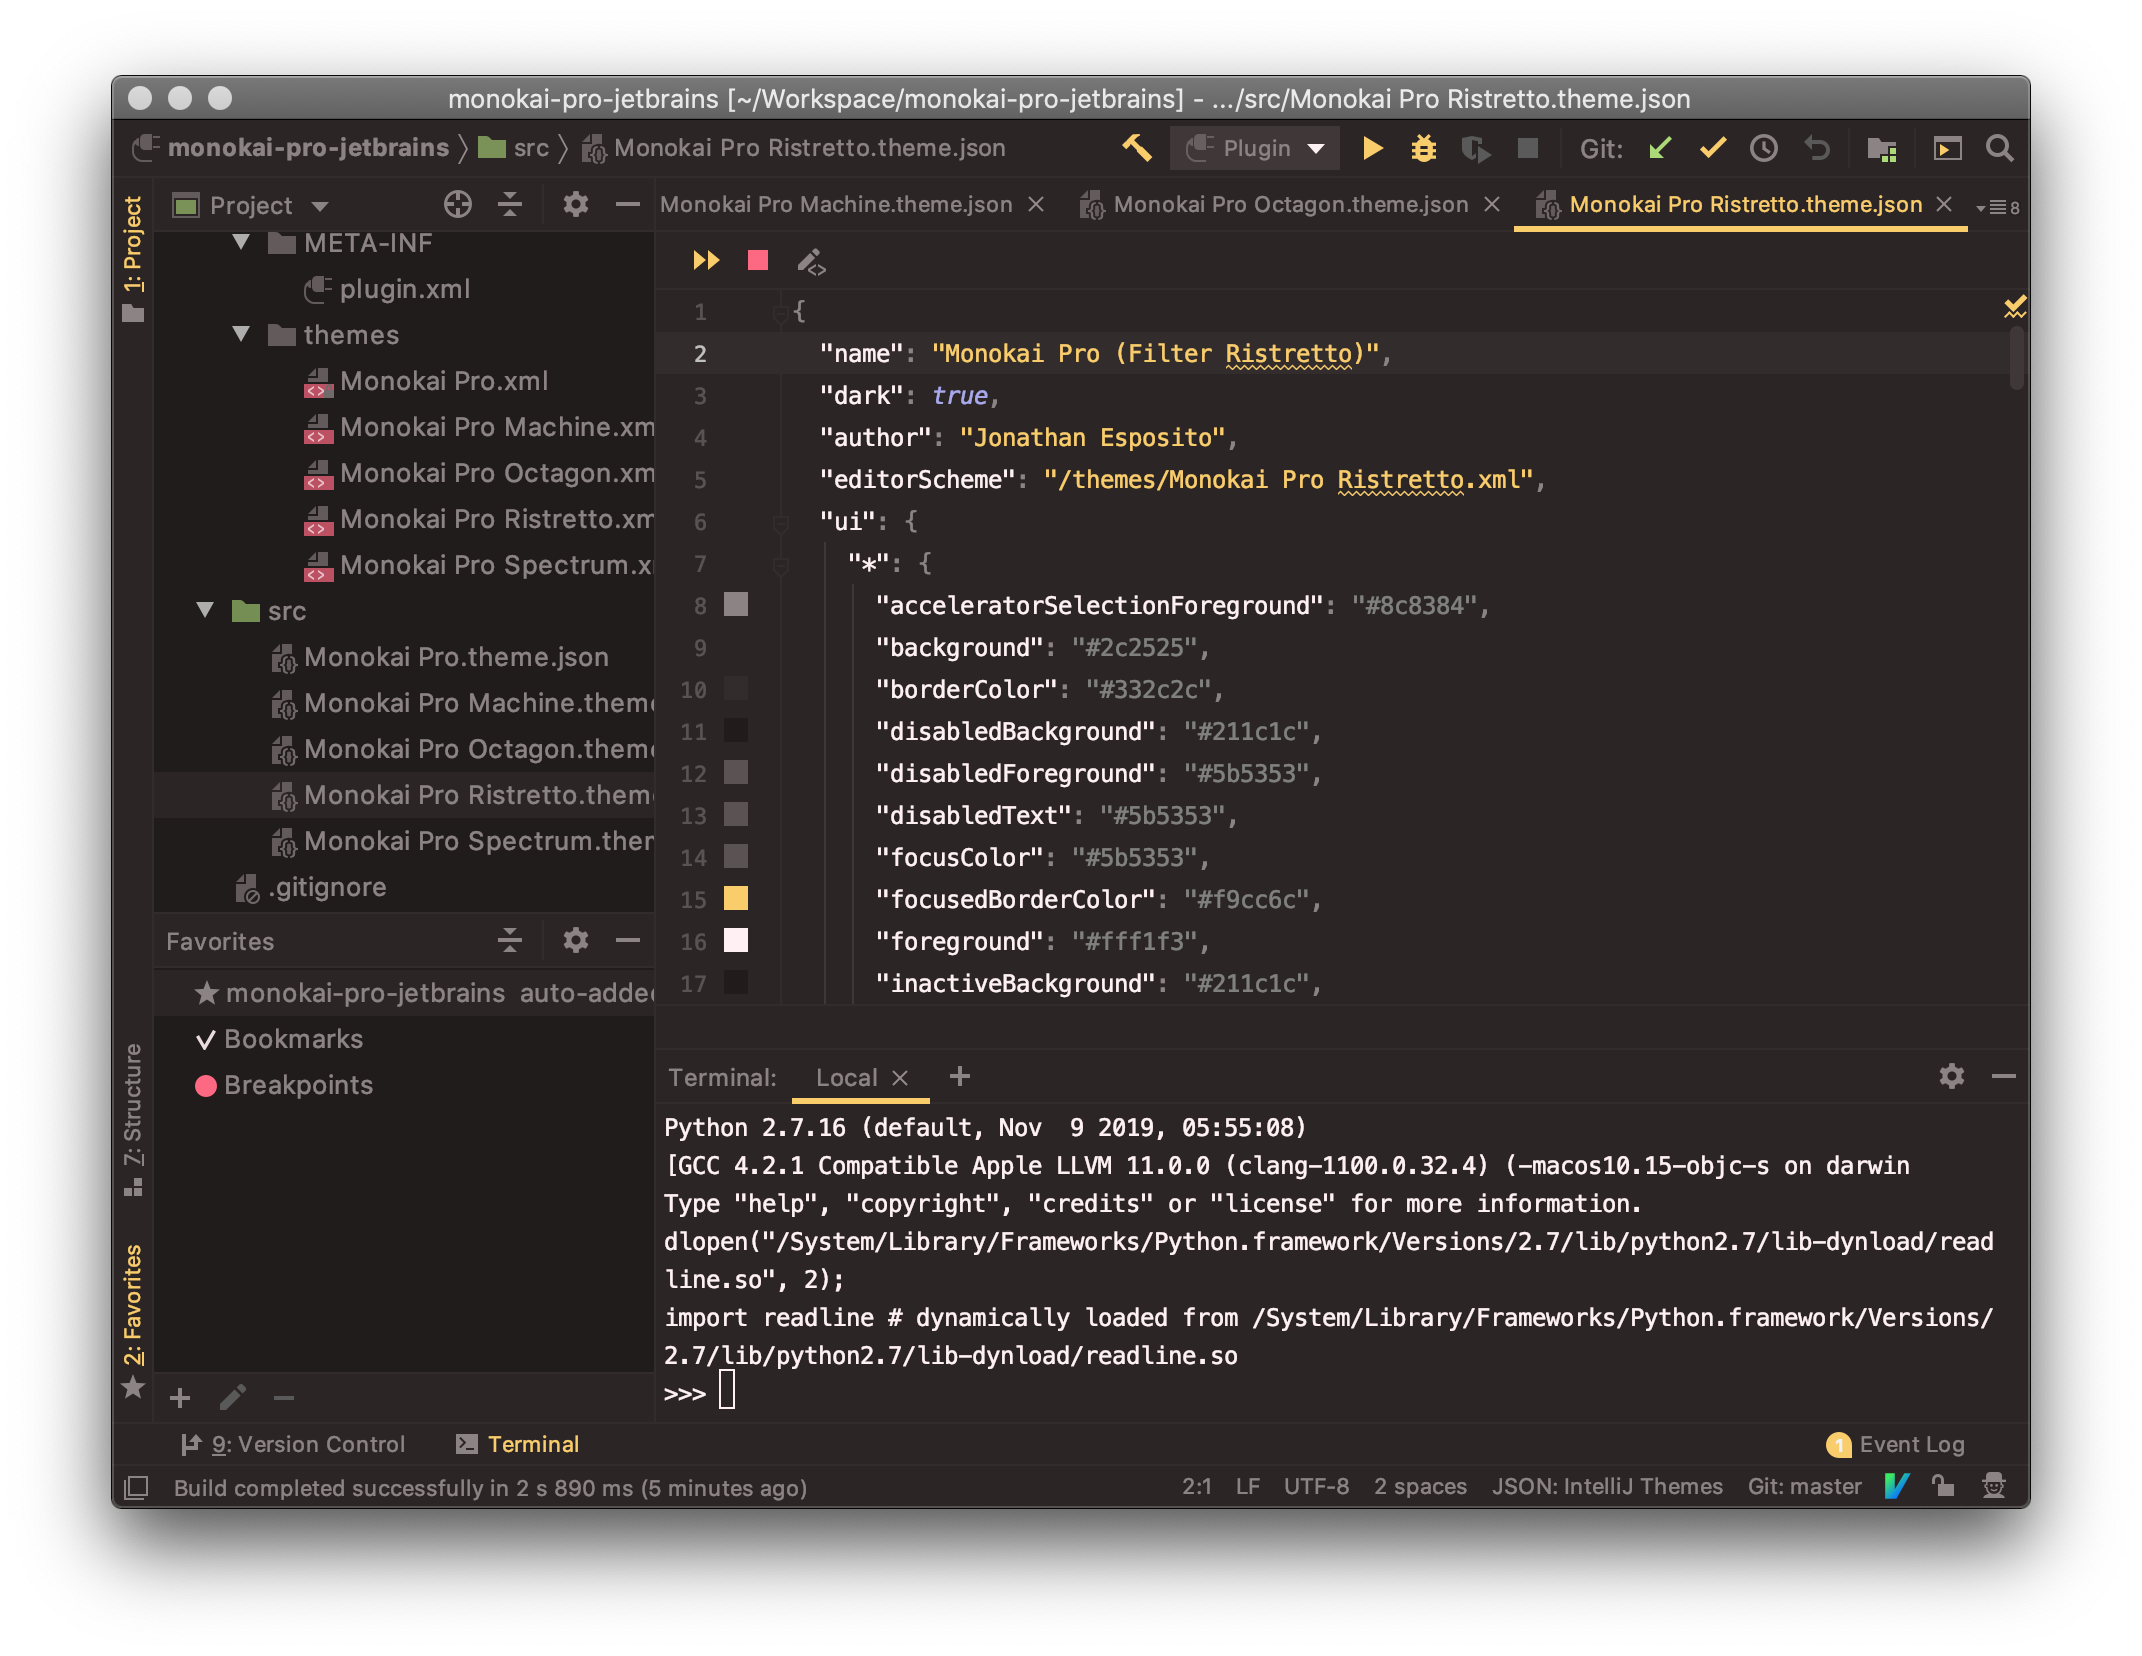 monokai-pro-jetbrains [~/Workspace/monokai-pro-jetbrains] - .../src/Monokai Pro Ristretto.theme.json
monokai-pro-jetbrains src Monokai Pro Ristretto.theme.json Plugin Git:
1: Project
Project
META-INF
plugin.xml
themes
Monokai Pro.xml
Monokai Pro Machine.xm
Monokai Pro Octagon.xm
Monokai Pro Ristretto.xm
Monokai Pro Spectrum.x
src
Monokai Pro.theme.json
Monokai Pro Machine.them
Monokai Pro Octagon.them
Monokai Pro Ristretto.them
Monokai Pro Spectrum.ther
.gitignore
Favorites
monokai-pro-jetbrains auto-added
Bookmarks
Breakpoints
7: Structure
2: Favorites
Monokai Pro Machine.theme.json Monokai Pro Octagon.theme.json Monokai Pro Ristretto.theme.json 8
1 {
2 "name": "Monokai Pro (Filter Ristretto)",
3 "dark": true,
4 "author": "Jonathan Esposito",
5 "editorScheme": "/themes/Monokai Pro Ristretto.xml",
6 "ui": {
7 "*": {
8 "acceleratorSelectionForeground": "#8c8384",
9 "background": "#2c2525",
10 "borderColor": "#332c2c",
11 "disabledBackground": "#211c1c",
12 "disabledForeground": "#5b5353",
13 "disabledText": "#5b5353",
14 "focusColor": "#5b5353",
15 "focusedBorderColor": "#f9cc6c",
16 "foreground": "#fff1f3",
17 "inactiveBackground": "#211c1c",
Terminal: Local
Python 2.7.16 (default, Nov  9 2019, 05:55:08)
[GCC 4.2.1 Compatible Apple LLVM 11.0.0 (clang-1100.0.32.4) (-macos10.15-objc-s on darwin
Type "help", "copyright", "credits" or "license" for more information.
dlopen("/System/Library/Frameworks/Python.framework/Versions/2.7/lib/python2.7/lib-dynload/read
line.so", 2);
import readline # dynamically loaded from /System/Library/Frameworks/Python.framework/Versions/
2.7/lib/python2.7/lib-dynload/readline.so
>>>
9: Version Control Terminal 1 Event Log
Build completed successfully in 2 s 890 ms (5 minutes ago) 2:1 LF UTF-8 2 spaces JSON: IntelliJ Themes Git: master